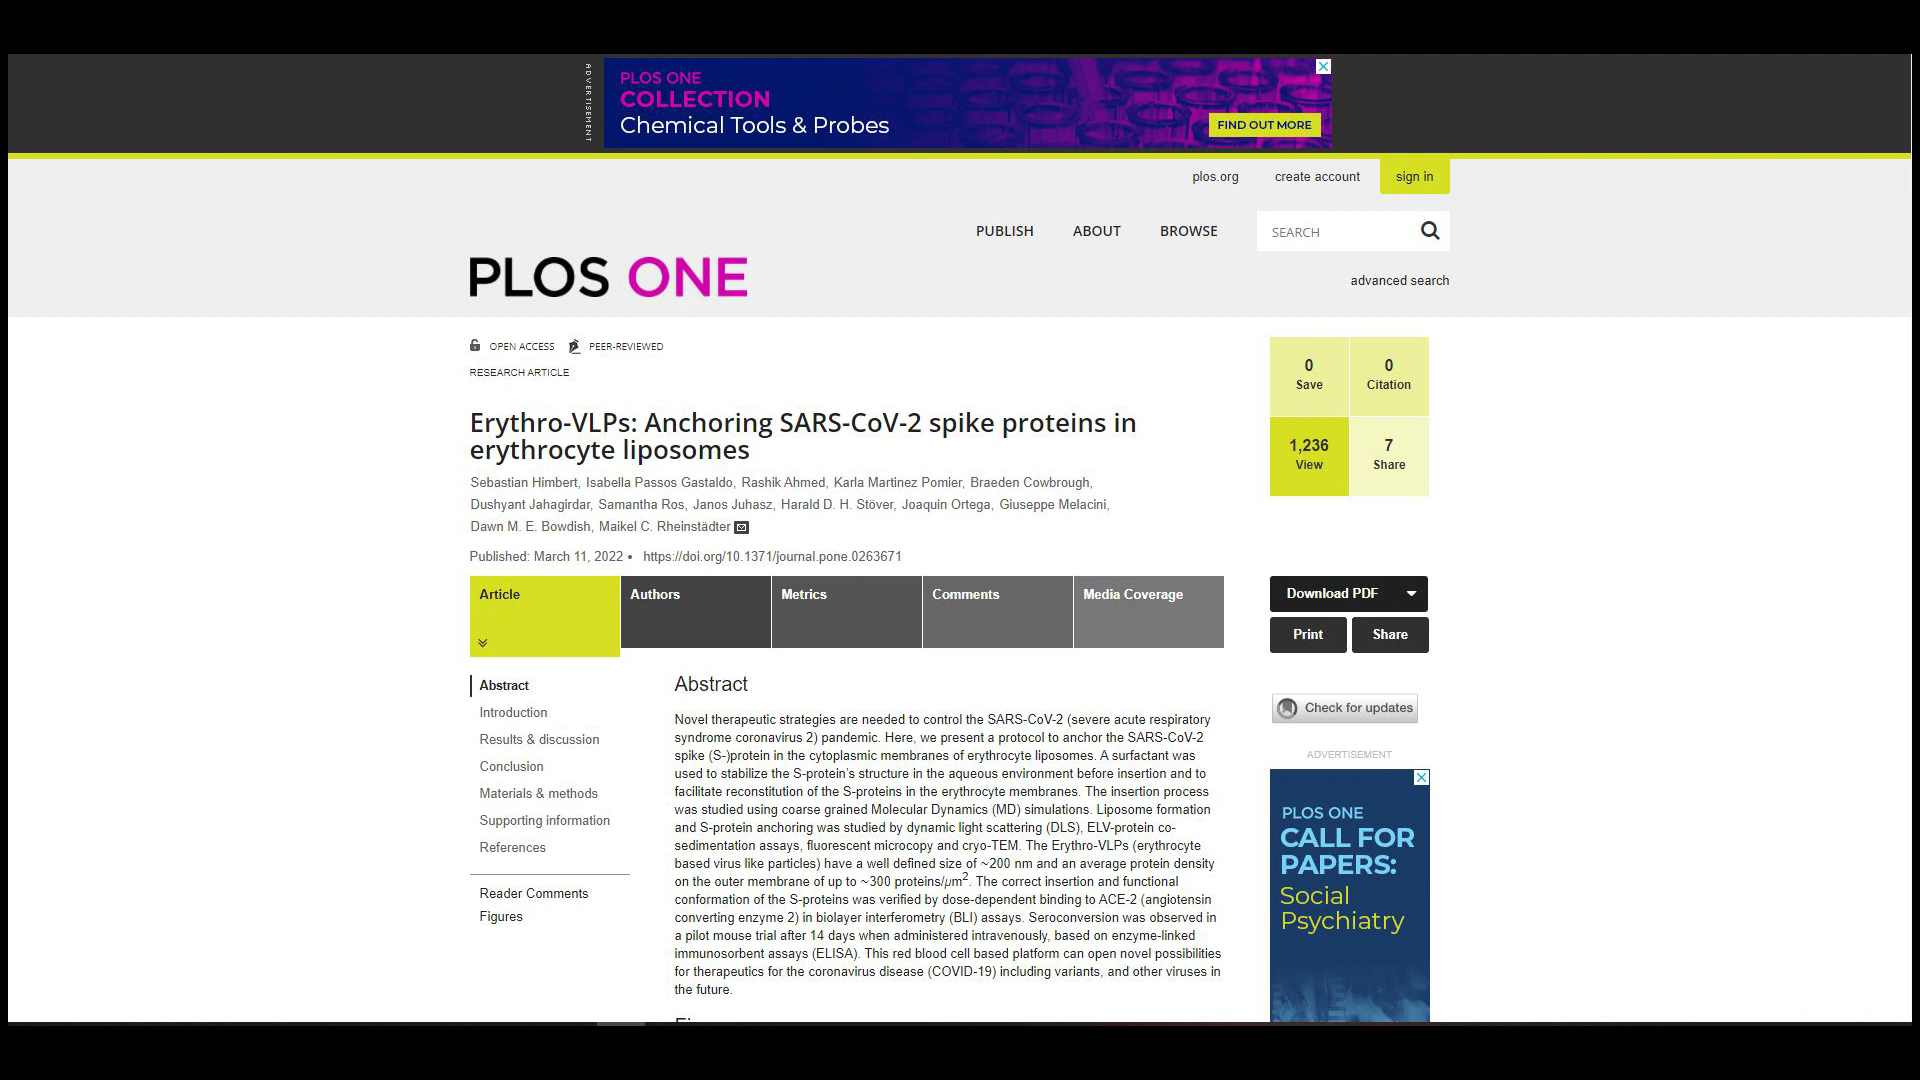 ADVERTISEMENT
PLOS ONE
COLLECTION
Chemical Tools & Probes
FIND OUT MORE
plos.org
create account
sign in
PUBLISH
ABOUT
BROWSE
SEARCH
PLOS ONE
advanced search
OPEN ACCESS
PEER-REVIEWED
RESEARCH ARTICLE
0
Save
0
Citation
1,236
View
7
Share
Erythro-VLPs: Anchoring SARS-CoV-2 spike proteins in
erythrocyte liposomes
Sebastian Himbert, Isabella Passos Gastaldo, Rashik Ahmed, Karla Martinez Pomier, Braeden Cowbrough,
Dushyant Jahagirdar, Samantha Ros, Janos Juhasz, Harald D. H. Stöver, Joaquin Ortega, Giuseppe Melacini,
Dawn M. E. Bowdish, Maikel C. Rheinstädter
Published: March 11, 2022 • https://doi.org/10.1371/journal.pone.0263671
Article
Authors
Metrics
Comments
Media Coverage
Download PDF
Print
Share
Abstract
Introduction
Results & discussion
Conclusion
Materials & methods
Supporting information
References
Reader Comments
Figures
Abstract
Novel therapeutic strategies are needed to control the SARS-CoV-2 (severe acute respiratory
syndrome coronavirus 2) pandemic. Here, we present a protocol to anchor the SARS-CoV-2
spike (S-)protein in the cytoplasmic membranes of erythrocyte liposomes. A surfactant was
used to stabilize the S-protein’s structure in the aqueous environment before insertion and to
facilitate reconstitution of the S-proteins in the erythrocyte membranes. The insertion process
was studied using coarse grained Molecular Dynamics (MD) simulations. Liposome formation
and S-protein anchoring was studied by dynamic light scattering (DLS), ELV-protein co-
sedimentation assays, fluorescent microcopy and cryo-TEM. The Erythro-VLPs (erythrocyte
based virus like particles) have a well defined size of ~200 nm and an average protein density
on the outer membrane of up to ~300 proteins/μm². The correct insertion and functional
conformation of the S-proteins was verified by dose-dependent binding to ACE-2 (angiotensin
converting enzyme 2) in biolayer interferometry (BLI) assays. Seroconversion was observed in
a pilot mouse trial after 14 days when administered intravenously, based on enzyme-linked
immunosorbent assays (ELISA). This red blood cell based platform can open novel possibilities
for therapeutics for the coronavirus disease (COVID-19) including variants, and other viruses in
the future.
Check for updates
ADVERTISEMENT
PLOS ONE
CALL FOR
PAPERS:
Social
Psychiatry